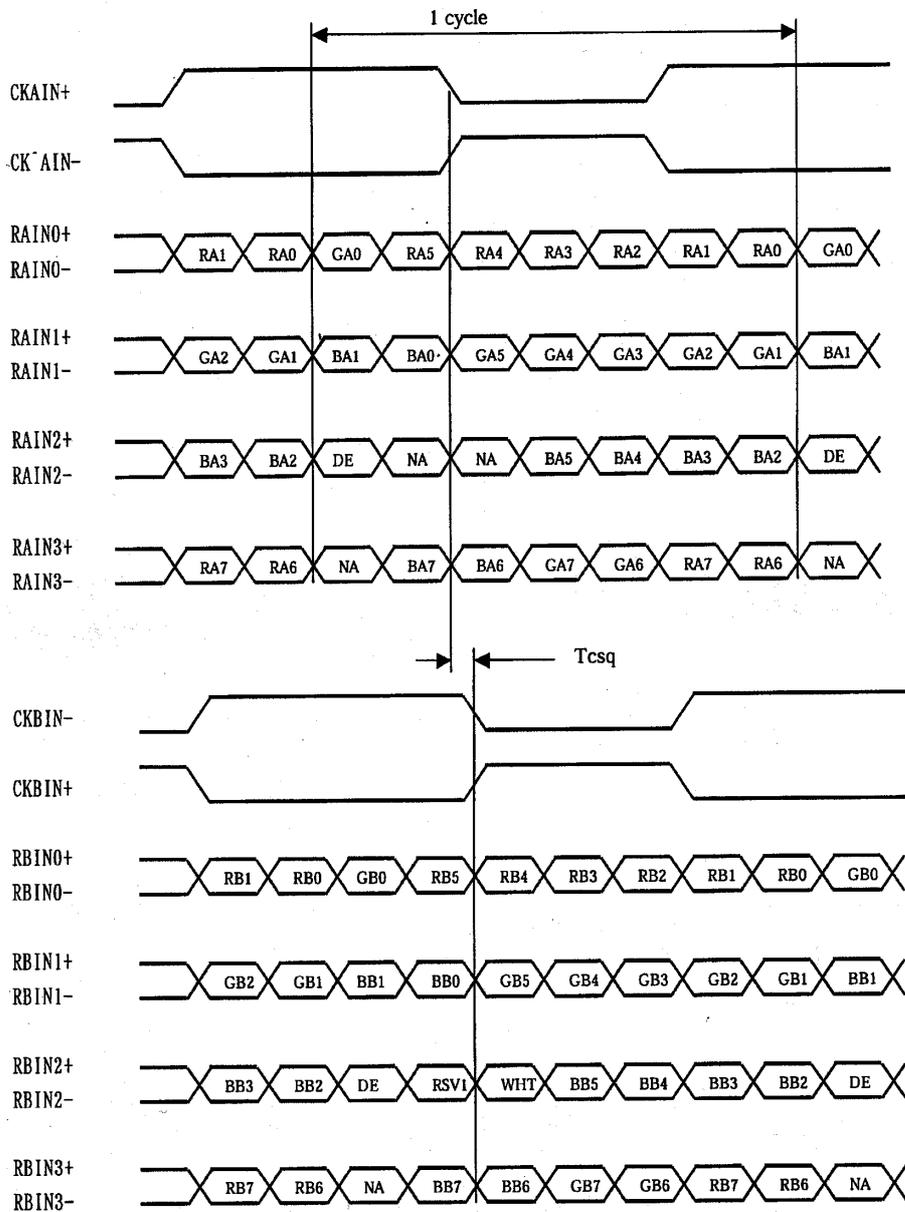 1 cycle
CKAIN+
CK-AIN-
RAIN0+
RA1 RA0 GA0 RA5 RA4 RA3 RA2 RA1 RA0 GA0
RAIN0-
RAIN1+
GA2 GA1 BA1 BA0 GA5 GA4 GA3 GA2 GA1 BA1
RAIN1-
RAIN2+
BA3 BA2 DE NA NA BA5 BA4 BA3 BA2 DE
RAIN2-
RAIN3+
RA7 RA6 NA BA7 BA6 GA7 GA6 RA7 RA6 NA
RAIN3-
Tcsq
CKBIN-
CKBIN+
RBIN0+
RB1 RB0 GB0 RB5 RB4 RB3 RB2 RB1 RB0 GB0
RBIN0-
RBIN1+
GB2 GB1 BB1 BB0 GB5 GB4 GB3 GB2 GB1 BB1
RBIN1-
RBIN2+
BB3 BB2 DE RSV1 WHT BB5 BB4 BB3 BB2 DE
RBIN2-
RBIN3+
RB7 RB6 NA BB7 BB6 GB7 GB6 RB7 RB6 NA
RBIN3-